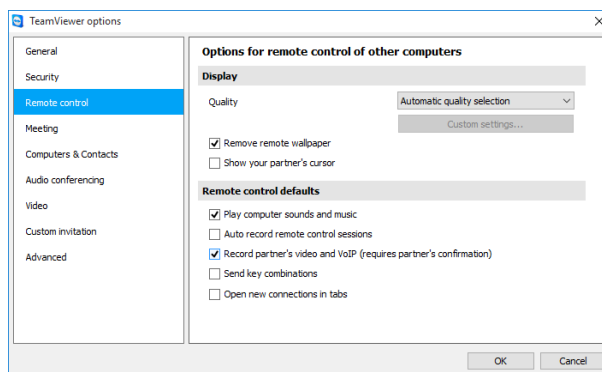 TeamViewer options
General
Security
Remote control
Meeting
Computers & Contacts
Audio conferencing
Video
Custom invitation
Advanced
Options for remote control of other computers
Display
Quality Automatic quality selection
Custom settings...
Remove remote wallpaper
Show your partner's cursor
Remote control defaults
Play computer sounds and music
Auto record remote control sessions
Record partner's video and VoIP (requires partner's confirmation)
Send key combinations
Open new connections in tabs
OK Cancel